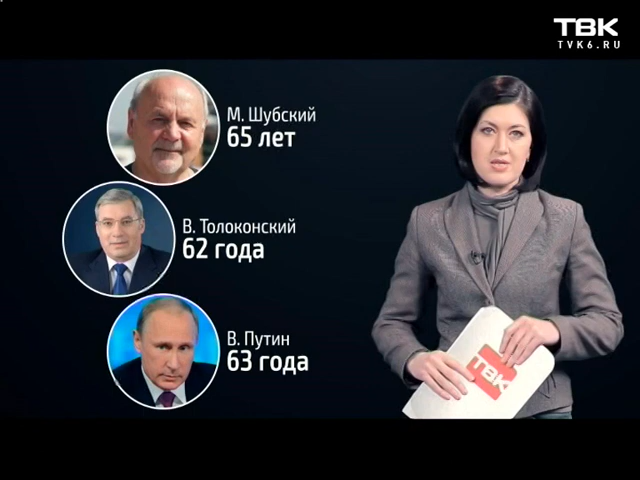 ТВК
TVK6.RU
М. Шубский
65 лет
В. Толоконский
62 года
В. Путин
63 года
ТВК